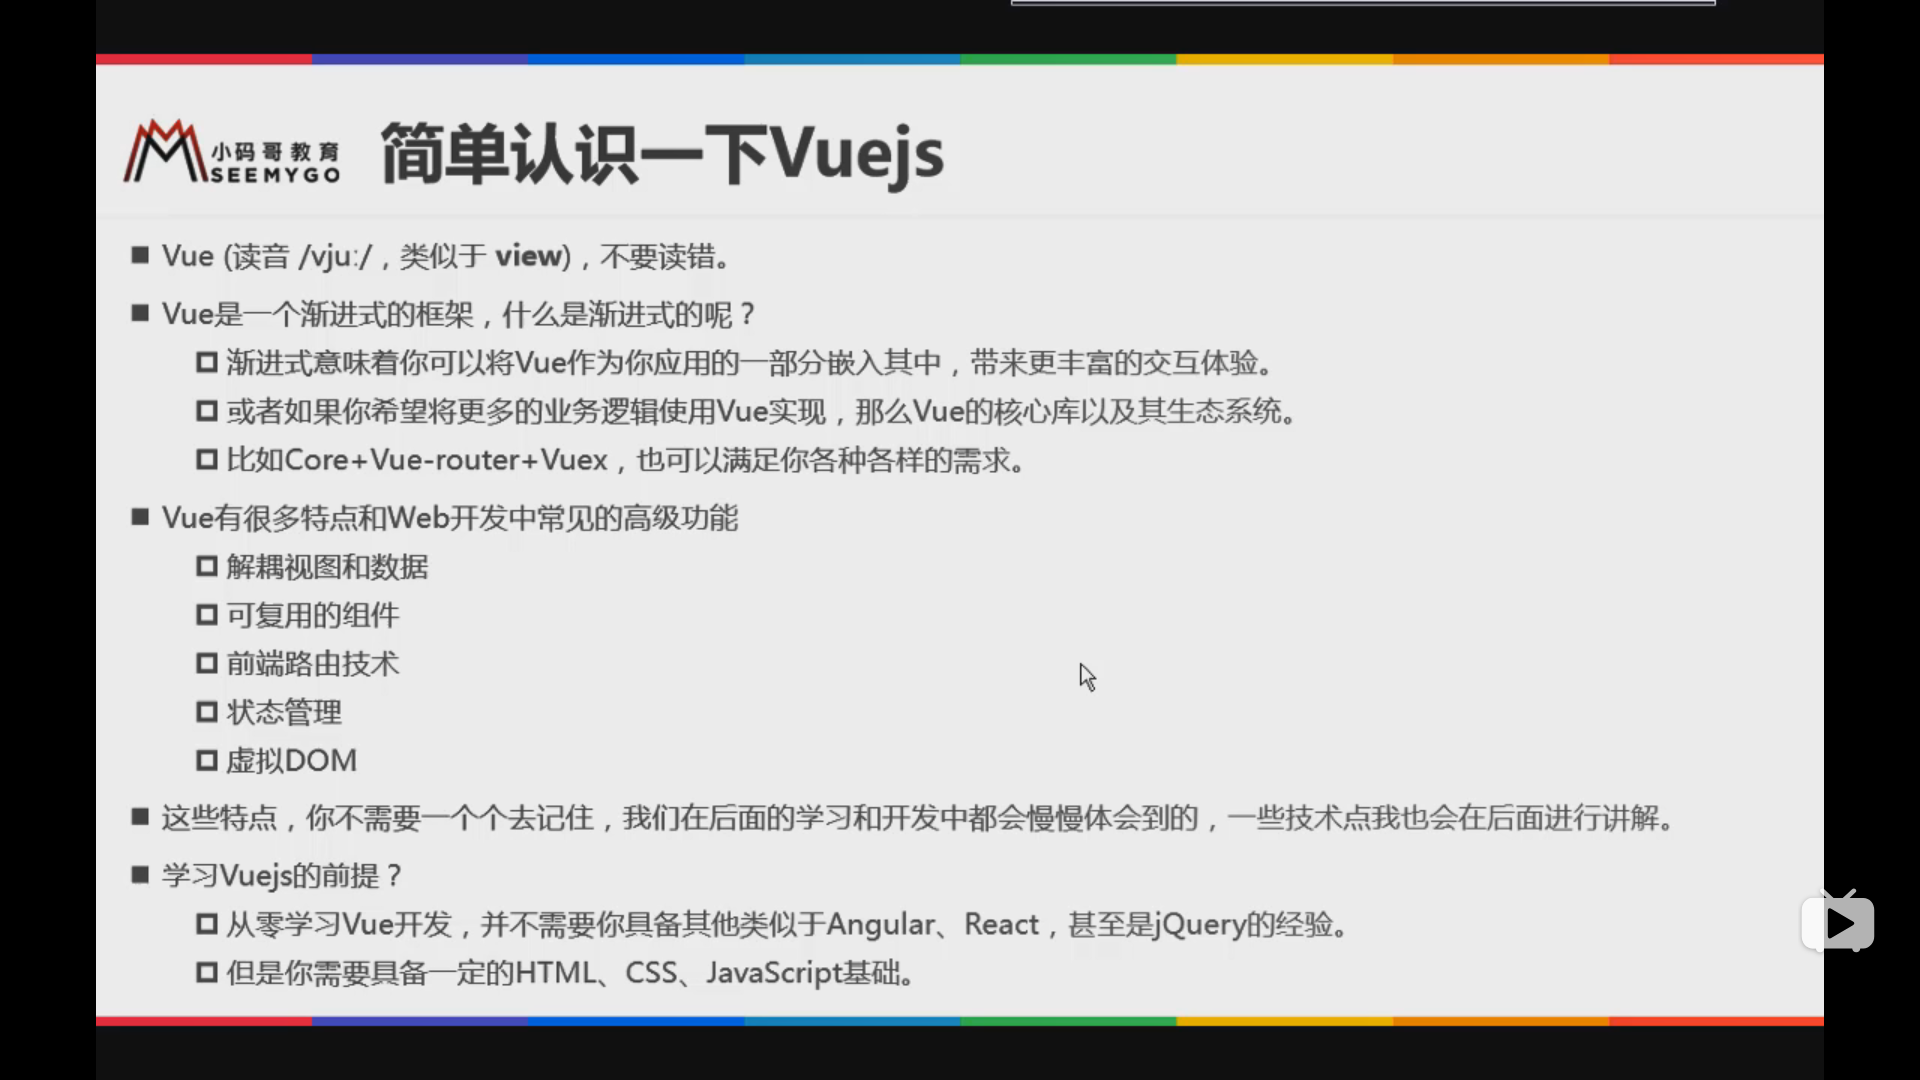 小码哥教育
SEEMYGO
简单认识一下Vuejs
Vue (读音 /vjuː/，类似于 view)，不要读错。
Vue是一个渐进式的框架，什么是渐进式的呢？
渐进式意味着你可以将Vue作为你应用的一部分嵌入其中，带来更丰富的交互体验。
或者如果你希望将更多的业务逻辑使用Vue实现，那么Vue的核心库以及其生态系统。
比如Core+Vue-router+Vuex，也可以满足你各种各样的需求。
Vue有很多特点和Web开发中常见的高级功能
解耦视图和数据
可复用的组件
前端路由技术
状态管理
虚拟DOM
这些特点，你不需要一个个去记住，我们在后面的学习和开发中都会慢慢体会到的，一些技术点我也会在后面进行讲解。
学习Vuejs的前提？
从零学习Vue开发，并不需要你具备其他类似于Angular、React，甚至是jQuery的经验。
但是你需要具备一定的HTML、CSS、JavaScript基础。